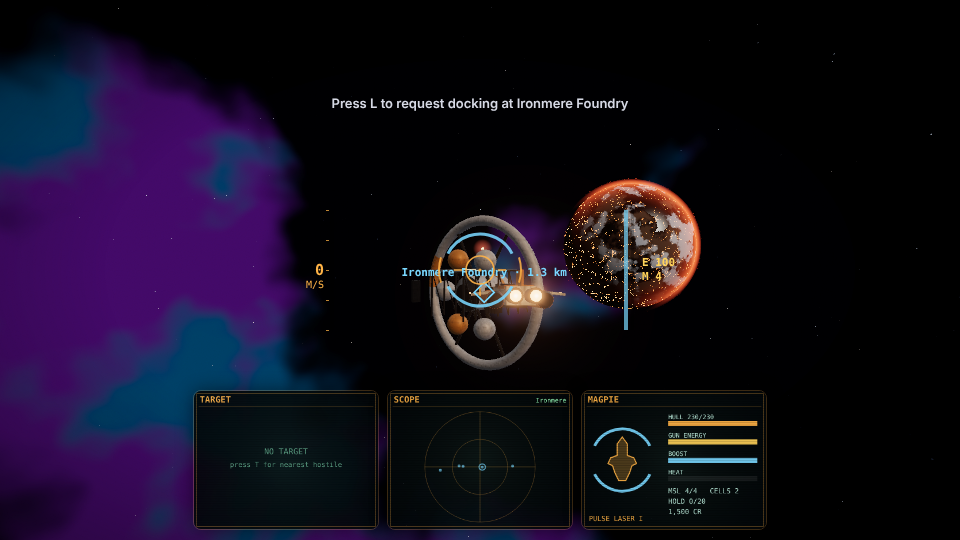 Press L to request docking at Ironmere Foundry
Ironmere Foundry · 1.3 km
E 100
M 4
0
M/S
TARGET
NO TARGET
press T for nearest hostile
SCOPE
Ironmere
MAGPIE
HULL 230/230
GUN ENERGY
BOOST
HEAT
MSL 4/4 CELLS 2
HOLD 0/20
1,500 CR
PULSE LASER I